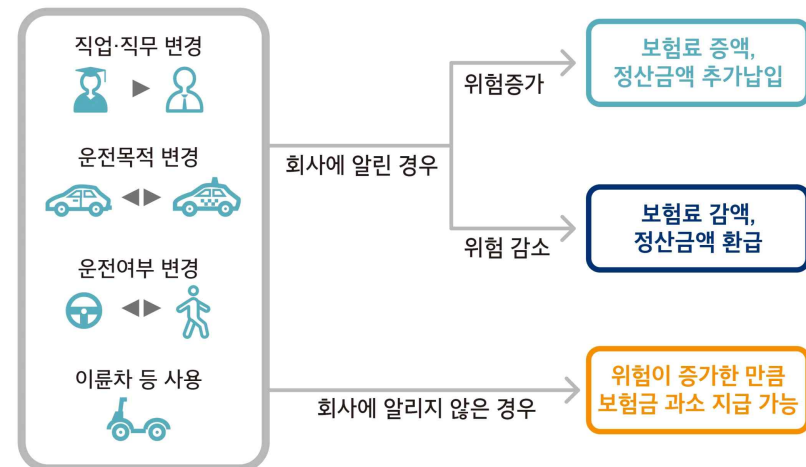 직업·직무 변경
운전목적 변경
운전여부 변경
이륜차 등 사용
회사에 알린 경우
위험증가
보험료 증액,
정산금액 추가납입
위험 감소
보험료 감액,
정산금액 환급
회사에 알리지 않은 경우
위험이 증가한 만큼
보험금 과소 지급 가능